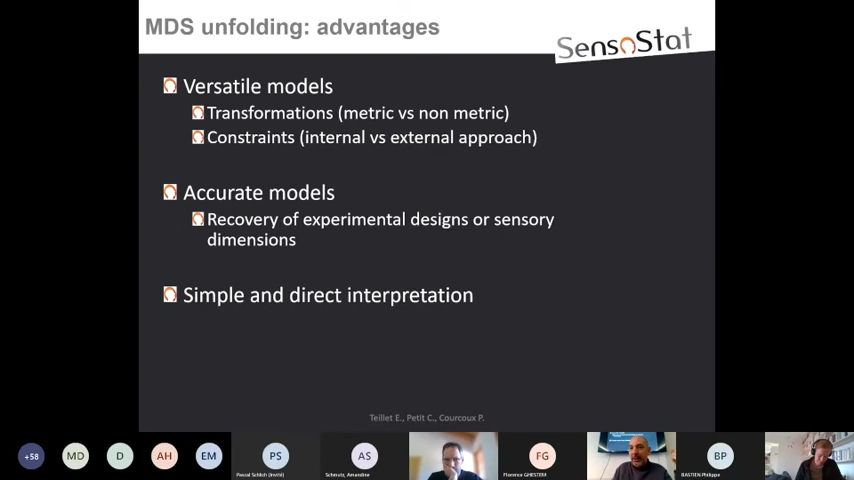 MDS unfolding: advantages
SensoStat
Versatile models
Transformations (metric vs non metric)
Constraints (internal vs external approach)
Accurate models
Recovery of experimental designs or sensory
dimensions
Simple and direct interpretation
Teillet E., Petit C., Courcoux P.
+58
MD
D
AH
EM
PS
AS
FG
BP
Pascal Schlich (Invité)
Schmutz, Amandine
Florence GHESTEM
BASTIEN Philippe